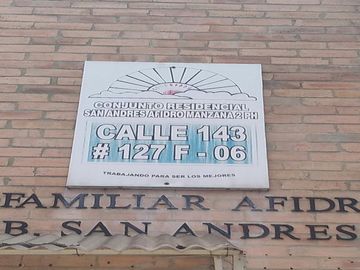 CONJUNTO RESIDENCIAL
SAN ANDRES AFIDRO MANZANA 2 PH
CALLE 143
# 127 F - 06
TRABAJANDO PARA SER LOS MEJORES
FAMILIAR AFIDR
B. SAN ANDRES